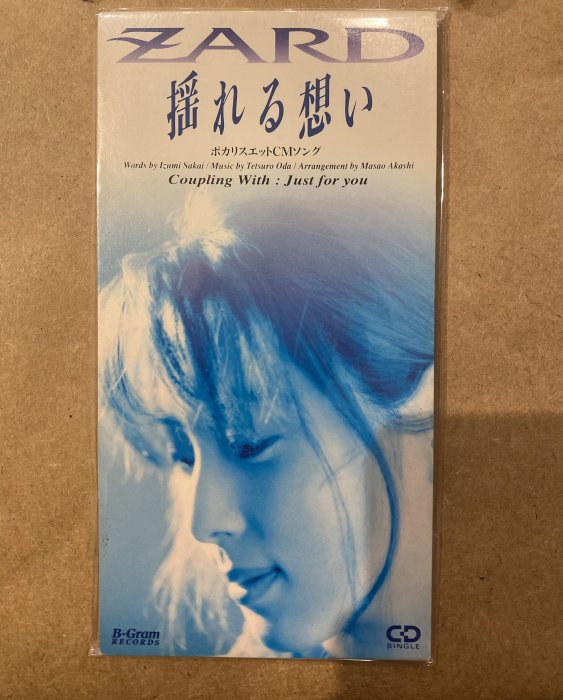 ZARD
揺れる想い
ポカリスエットCMソング
Words by Izumi Sakai / Music by Tetsuro Oda / Arrangement by Masao Akashi
Coupling With : Just for you
B-Gram
RECORDS
CD
SINGLE